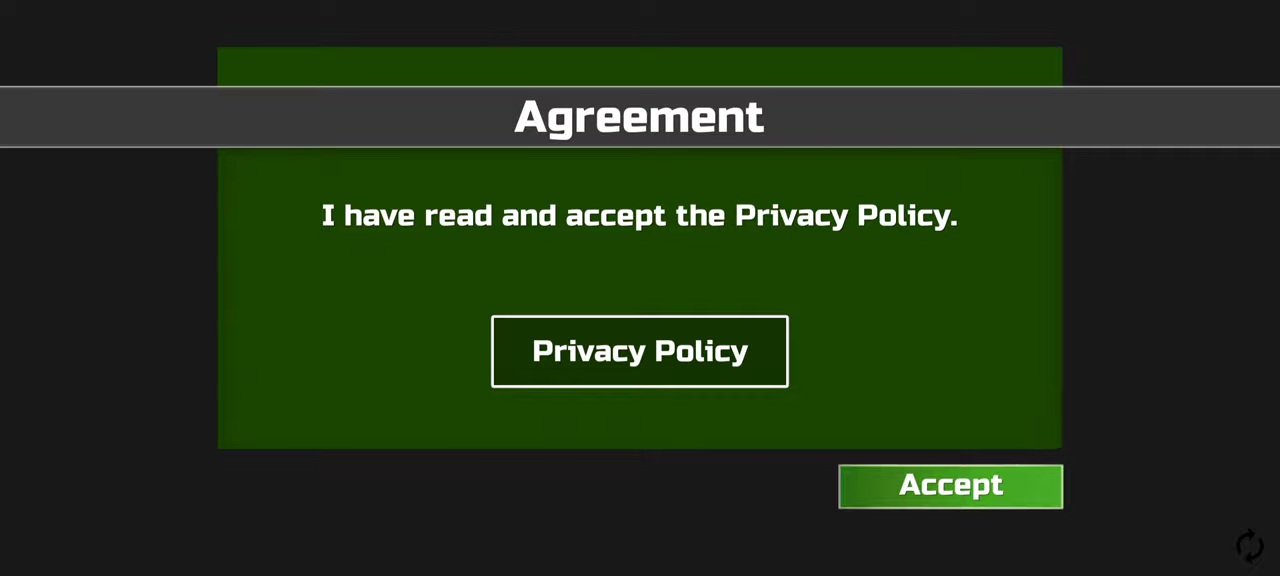 Agreement
I have read and accept the Privacy Policy.
Privacy Policy
Accept